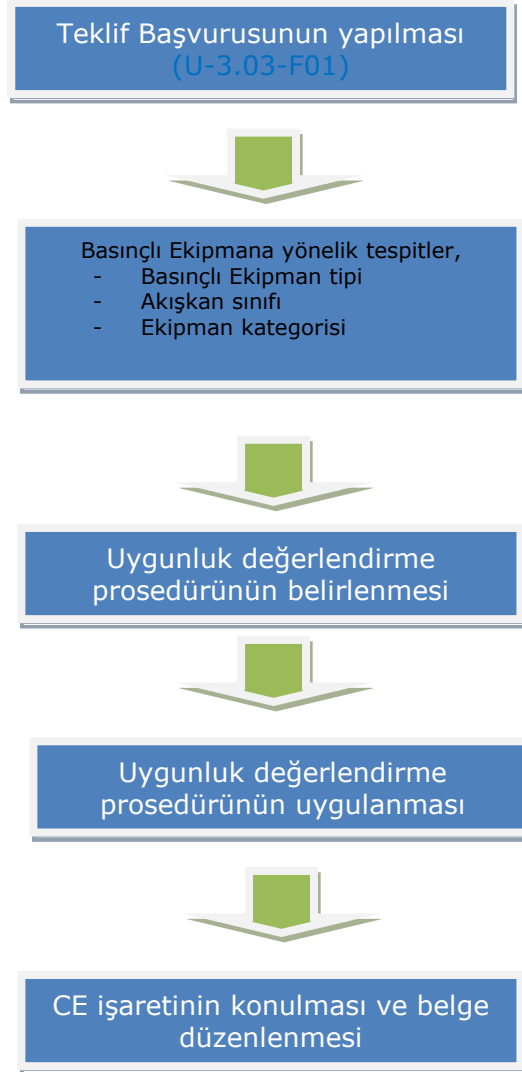 Teklif Başvurusunun yapılması
(U-3.03-F01)
Basınçlı Ekipmana yönelik tespitler,
- Basınçlı Ekipman tipi
- Akışkan sınıfı
- Ekipman kategorisi
Uygunluk değerlendirme
prosedürünün belirlenmesi
Uygunluk değerlendirme
prosedürünün uygulanması
CE işaretinin konulması ve belge
düzenlenmesi